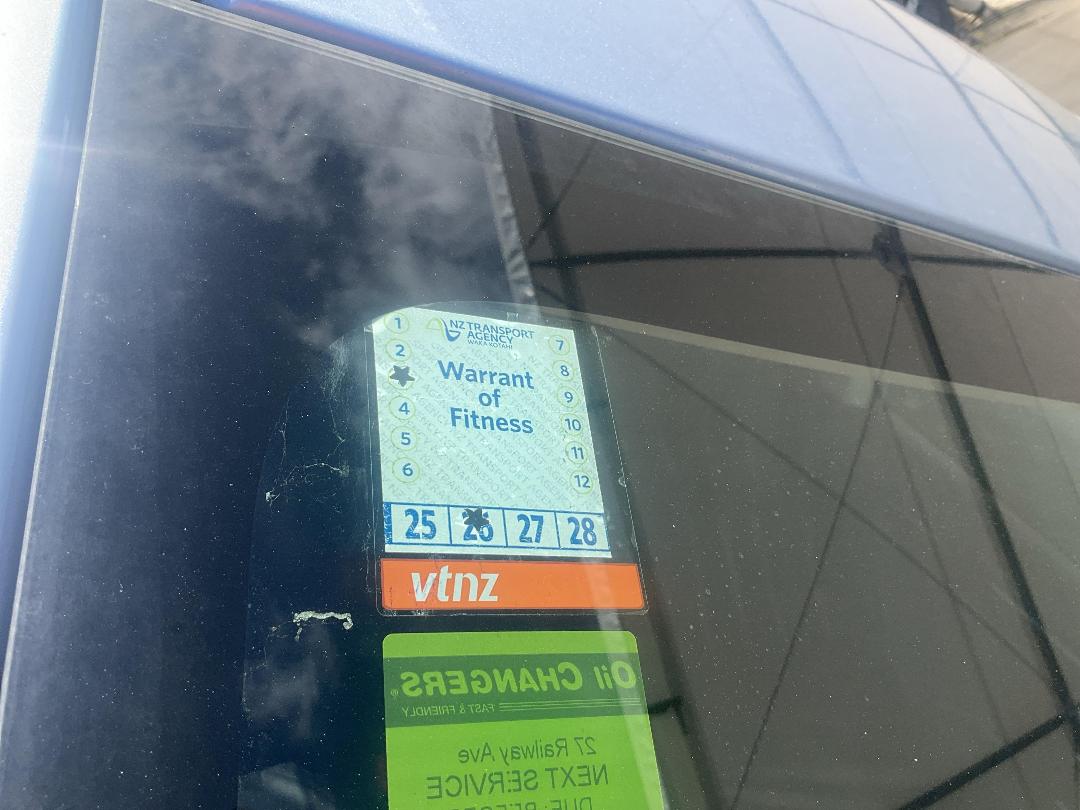 1
2
4
5
6
NZ TRANSPORT
AGENCY
WAKA KOTAHI
Warrant
of
Fitness
7
8
9
10
11
12
25 26 27 28
vtnz
Oil CHANGERS®
FAST & FRIENDLY
27 Railway Ave
NEXT SERVICE